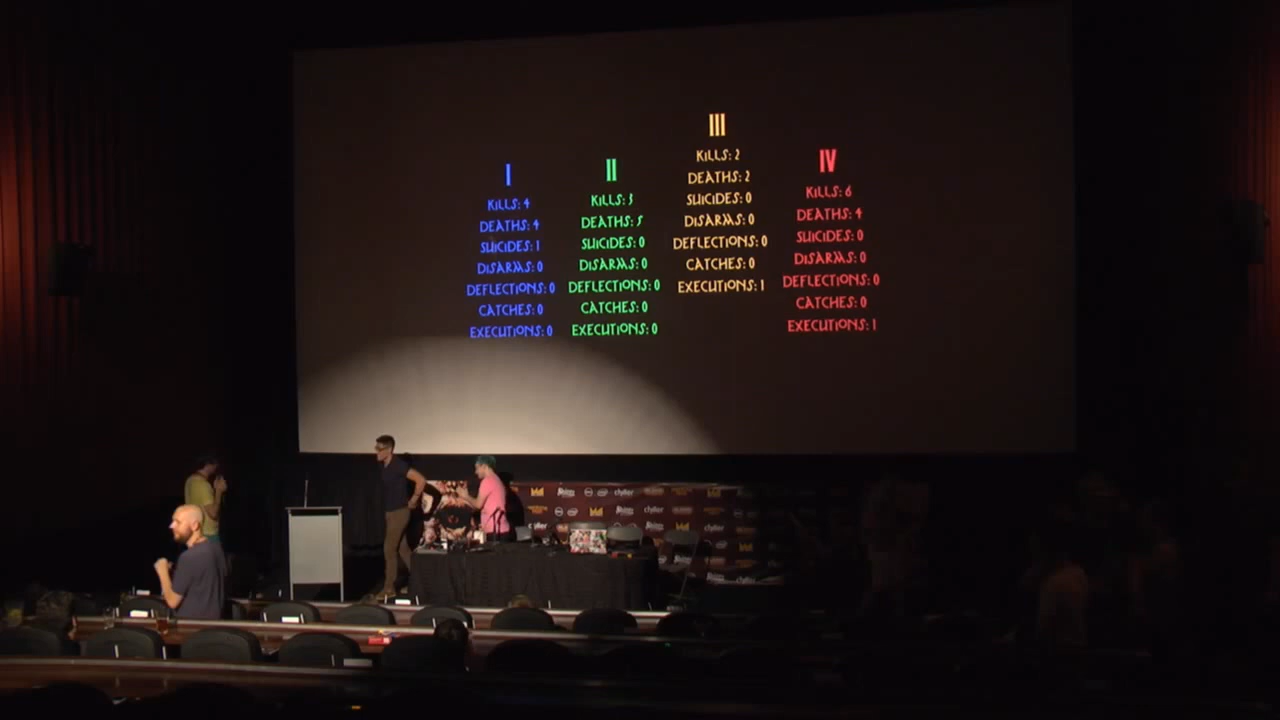 I
KILLS: 4
DEATHS: 4
SUICIDES: 1
DISARMS: 0
DEFLECTIONS: 0
CATCHES: 0
EXECUTIONS: 0
II
KILLS: 3
DEATHS: 5
SUICIDES: 0
DISARMS: 0
DEFLECTIONS: 0
CATCHES: 0
EXECUTIONS: 0
III
KILLS: 2
DEATHS: 2
SUICIDES: 0
DISARMS: 0
DEFLECTIONS: 0
CATCHES: 0
EXECUTIONS: 1
IV
KILLS: 6
DEATHS: 4
SUICIDES: 0
DISARMS: 0
DEFLECTIONS: 0
CATCHES: 0
EXECUTIONS: 1